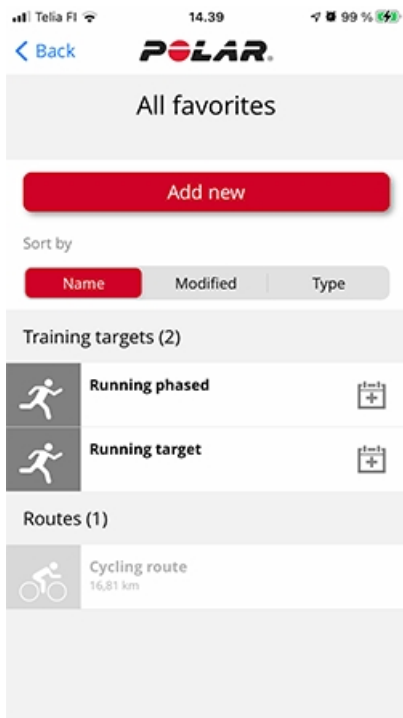 Telia FI 14.39 99 %
Back POLAR.
All favorites
Add new
Sort by
Name Modified Type
Training targets (2)
Running phased
Running target
Routes (1)
Cycling route
16,81 km